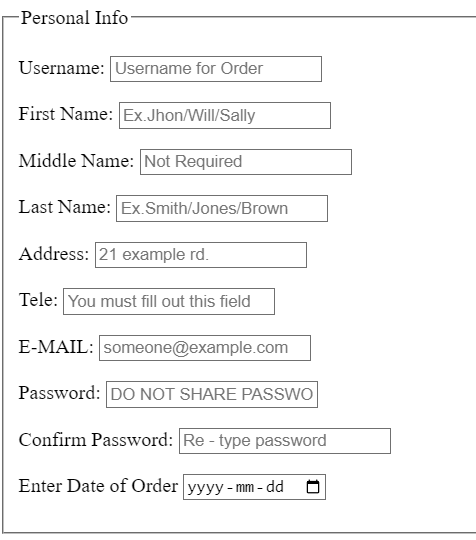 Personal Info
Username: Username for Order
First Name: Ex.Jhon/Will/Sally
Middle Name: Not Required
Last Name: Ex.Smith/Jones/Brown
Address: 21 example rd.
Tele: You must fill out this field
E-MAIL: someone@example.com
Password: DO NOT SHARE PASSWO
Confirm Password: Re - type password
Enter Date of Order yyyy-mm-dd